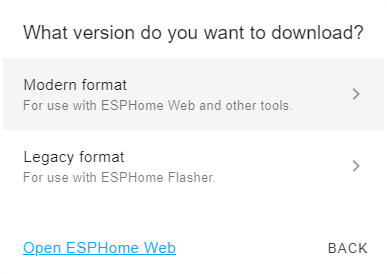 What version do you want to download?
Modern format
For use with ESPHome Web and other tools.
Legacy format
For use with ESPHome Flasher.
Open ESPHome Web
BACK